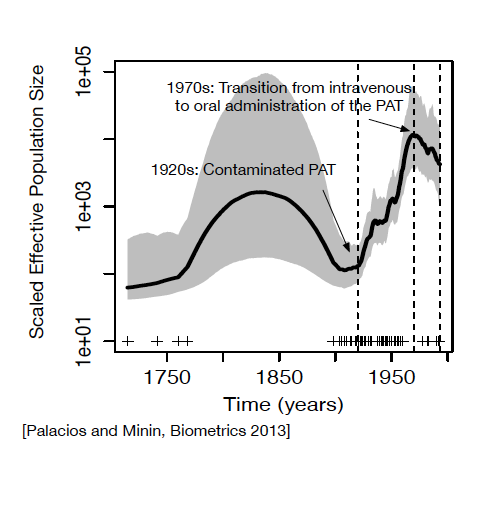 Scaled Effective Population Size
1e+05
1e+03
1e+01
1970s: Transition from intravenous
to oral administration of the PAT
1920s: Contaminated PAT
1750
1850
1950
Time (years)
[Palacios and Minin, Biometrics 2013]